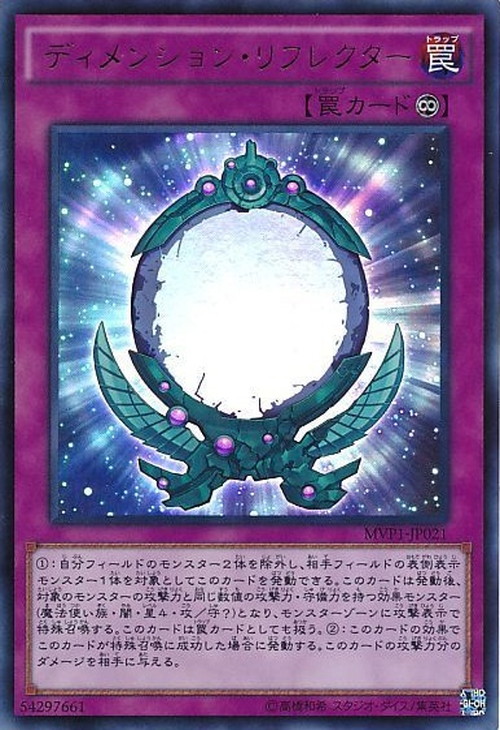 ディメンション・リフレクター
トラップ
罠
トラップ
【罠カード】
MVP1-JP021
①：自分フィールドのモンスター２体を除外し、相手フィールドの表側表示
モンスター１体を対象としてこのカードを発動できる。このカードは発動後、
対象のモンスターの攻撃力と同じ数値の攻撃力・守備力を持つ効果モンスター
(魔法使い族・闇・星４・攻／守？)となり、モンスターゾーンに攻撃表示で
特殊召喚する。このカードは罠カードとしても扱う。②：このカードの効果で
このカードが特殊召喚に成功した場合に発動する。このカードの攻撃力分の
ダメージを相手に与える。
54297661
©高橋和希 スタジオ・ダイス/集英社